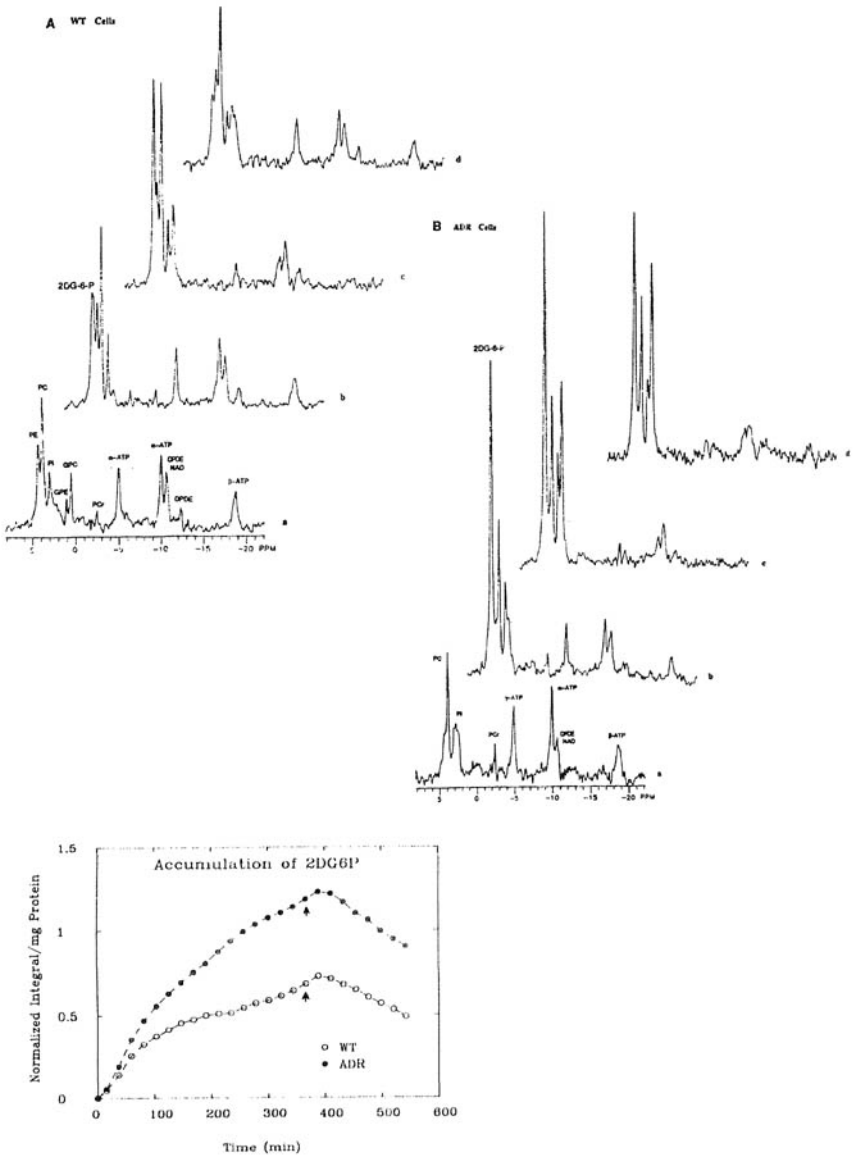 A WT Cells
d
c
2DG-6-P
b
PC
PE
PI
GPE
GPC
PCr
α-ATP
α-ATP
DPDE
NAD
DPDE
β-ATP
a
5 0 -5 -10 -15 -20 PPM
B ADR Cells
d
2DG-6-P
c
b
PC
PI
PCr
γ-ATP
α-ATP
DPDE
NAD
β-ATP
a
5 0 -5 -10 -15 -20 PPM
Accumulation of 2DG6P
Normalized Integral/mg Protein
1.5
1
0.5
0
WT
ADR
0 100 200 300 400 500 600
Time (min)